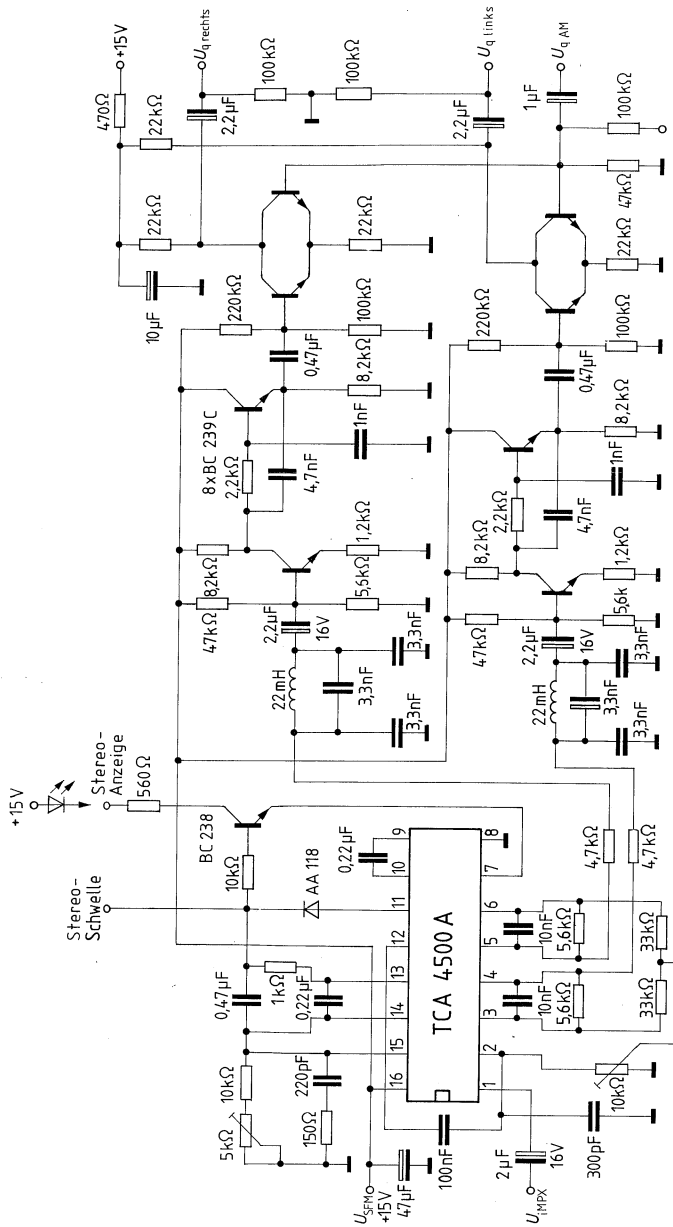 U_SFM
+15V
47µF
5kΩ
10kΩ
150Ω
220pF
0,47µF
1kΩ
0,22µF
Stereo-
Schwelle
10kΩ
AA 118
BC 238
+15V
Stereo-
Anzeige
560Ω
100nF
16
15
14
13
12
11
10
9
0,22µF
TCA 4500 A
1
2
3
4
5
6
7
8
U_iMPX
2µF
16V
300pF
10kΩ
10nF
5,6kΩ
10nF
5,6kΩ
33kΩ
33kΩ
4,7kΩ
4,7kΩ
22mH
3,3nF
3,3nF
3,3nF
47kΩ
2,2µF
16V
8,2kΩ
5,6kΩ
1,2kΩ
8xBC 239C
2,2kΩ
4,7nF
1nF
8,2kΩ
0,47µF
220kΩ
100kΩ
10µF
22kΩ
22kΩ
22kΩ
470Ω
+15V
2,2µF
U_q rechts
100kΩ
100kΩ
22mH
3,3nF
3,3nF
3,3nF
47kΩ
2,2µF
16V
8,2kΩ
5,6k
1,2kΩ
2,2kΩ
4,7nF
1nF
8,2kΩ
0,47µF
220kΩ
100kΩ
22kΩ
47kΩ
2,2µF
U_q links
1µF
U_q AM
100kΩ